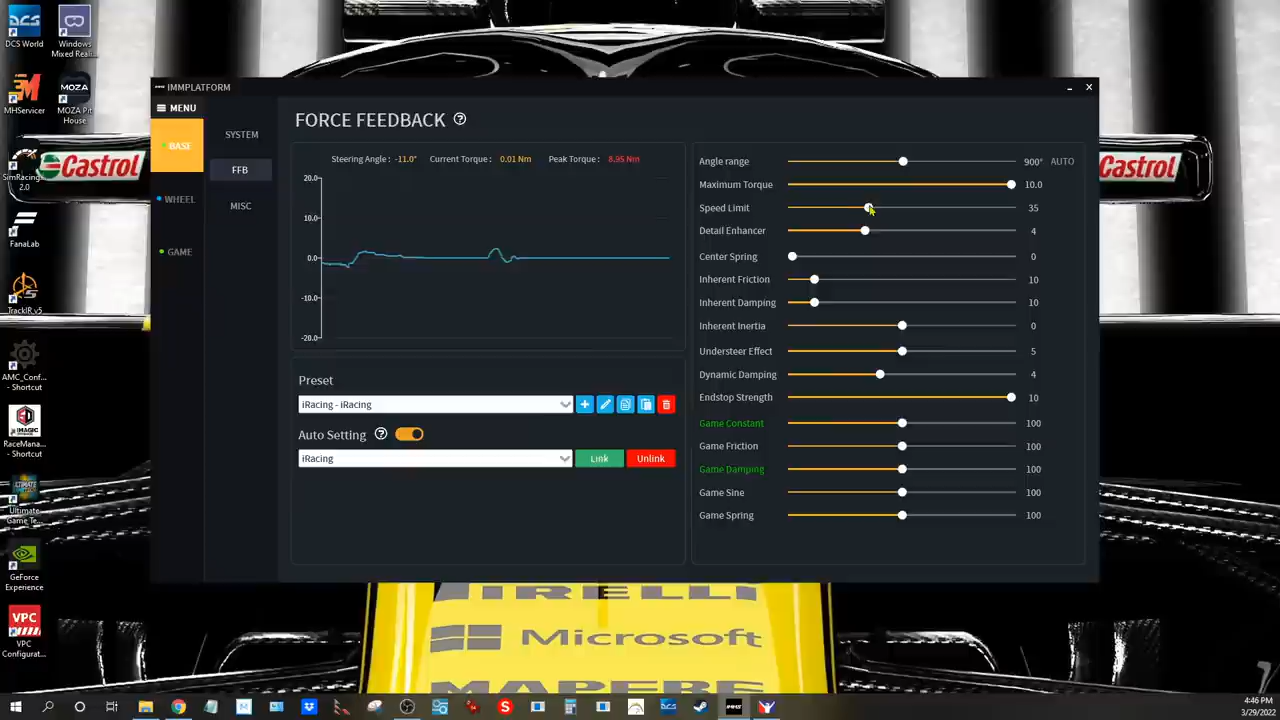 DCS World
Windows Mixed Reali...
MHServicer
MOZA
MOZA Pit House
SimRacing 2.0
FanaLab
TrackIR v5
AMC_Conf... - Shortcut
RaceMana... - Shortcut
Ultimate Game Te...
GeForce Experience
VPC
VPC Configurat...
Castrol
Castrol
IMMPLATFORM
MENU
BASE
WHEEL
GAME
SYSTEM
FFB
MISC
FORCE FEEDBACK
Steering Angle : -11.0° Current Torque : 0.01 Nm Peak Torque : 8.95 Nm
20.0
10.0
0.0
-10.0
-20.0
Preset
iRacing - iRacing
Auto Setting
iRacing
Link
Unlink
Angle range 900° AUTO
Maximum Torque 10.0
Speed Limit 35
Detail Enhancer 4
Center Spring 0
Inherent Friction 10
Inherent Damping 10
Inherent Inertia 0
Understeer Effect 5
Dynamic Damping 4
Endstop Strength 10
Game Constant 100
Game Friction 100
Game Damping 100
Game Sine 100
Game Spring 100
IRELLI
Microsoft
MAPFRE
4:46 PM
3/29/2022